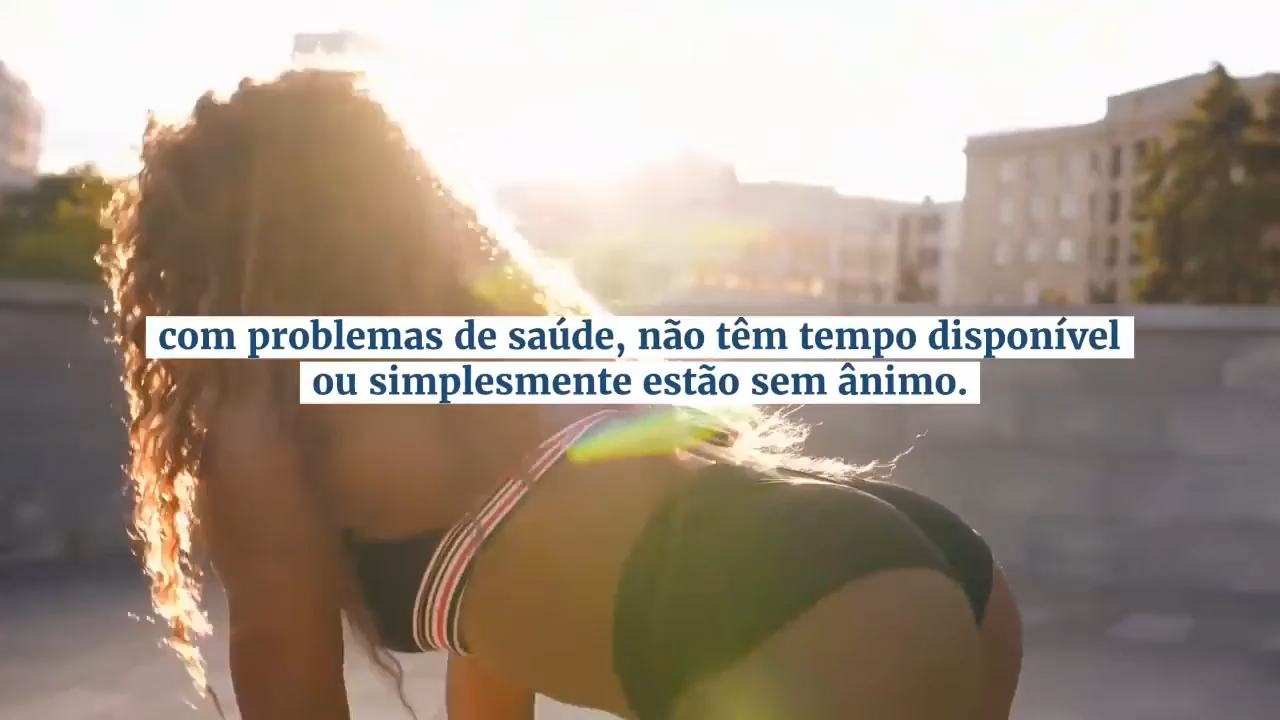 com problemas de saúde, não têm tempo disponível
ou simplesmente estão sem ânimo.